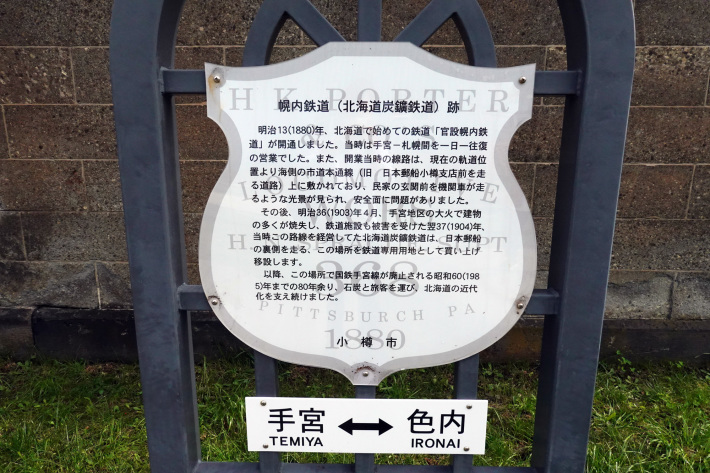 幌内鉄道（北海道炭鑛鉄道）跡
明治13(1880)年、北海道で始めての鉄道「官設幌内鉄
道」が開通しました。当時は手宮－札幌間を一日一往復
の営業でした。また、開業当時の線路は、現在の軌道位
置より海側の市道本通線（旧 日本郵船小樽支店前を走
る道路）上に敷かれており、民家の玄関前を機関車が走
るような光景が見られ、安全面に問題がありました。
その後、明治36(1903)年４月、手宮地区の大火で建物
の多くが焼失し、鉄道施設も被害を受けた翌37(1904)年、
当時この路線を経営してた北海道炭鑛鉄道は、日本郵船
の裏側を走る、この場所を鉄道専用用地として買い上げ
移設します。
以降、この場所で国鉄手宮線が廃止される昭和60(198
5)年までの80年余り、石炭と旅客を運び、北海道の近代
化を支え続けました。
小樽市
H.K.PORTER
368
PITTSBURCH PA
1880
手宮 ↔ 色内
TEMIYA IRONAI